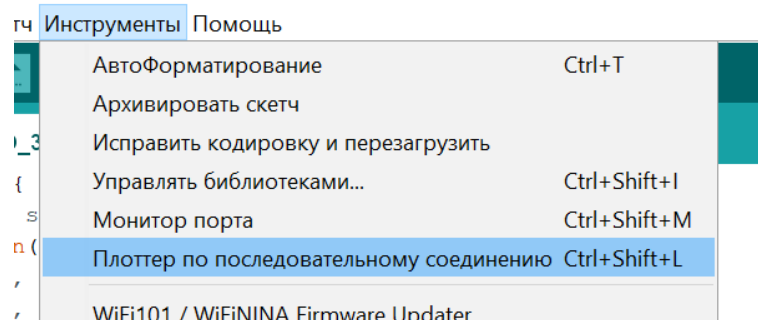 тч Инструменты Помощь
АвтоФорматирование Ctrl+T
Архивировать скетч
Исправить кодировку и перезагрузить
Управлять библиотеками... Ctrl+Shift+I
Монитор порта Ctrl+Shift+M
Плоттер по последовательному соединению Ctrl+Shift+L
WiFi101 / WiFiNINA Firmware Updater